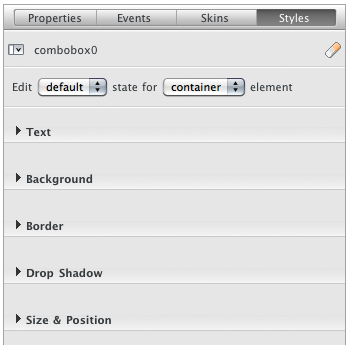 Properties Events Skins Styles
combobox0
Edit default state for container element
Text
Background
Border
Drop Shadow
Size & Position